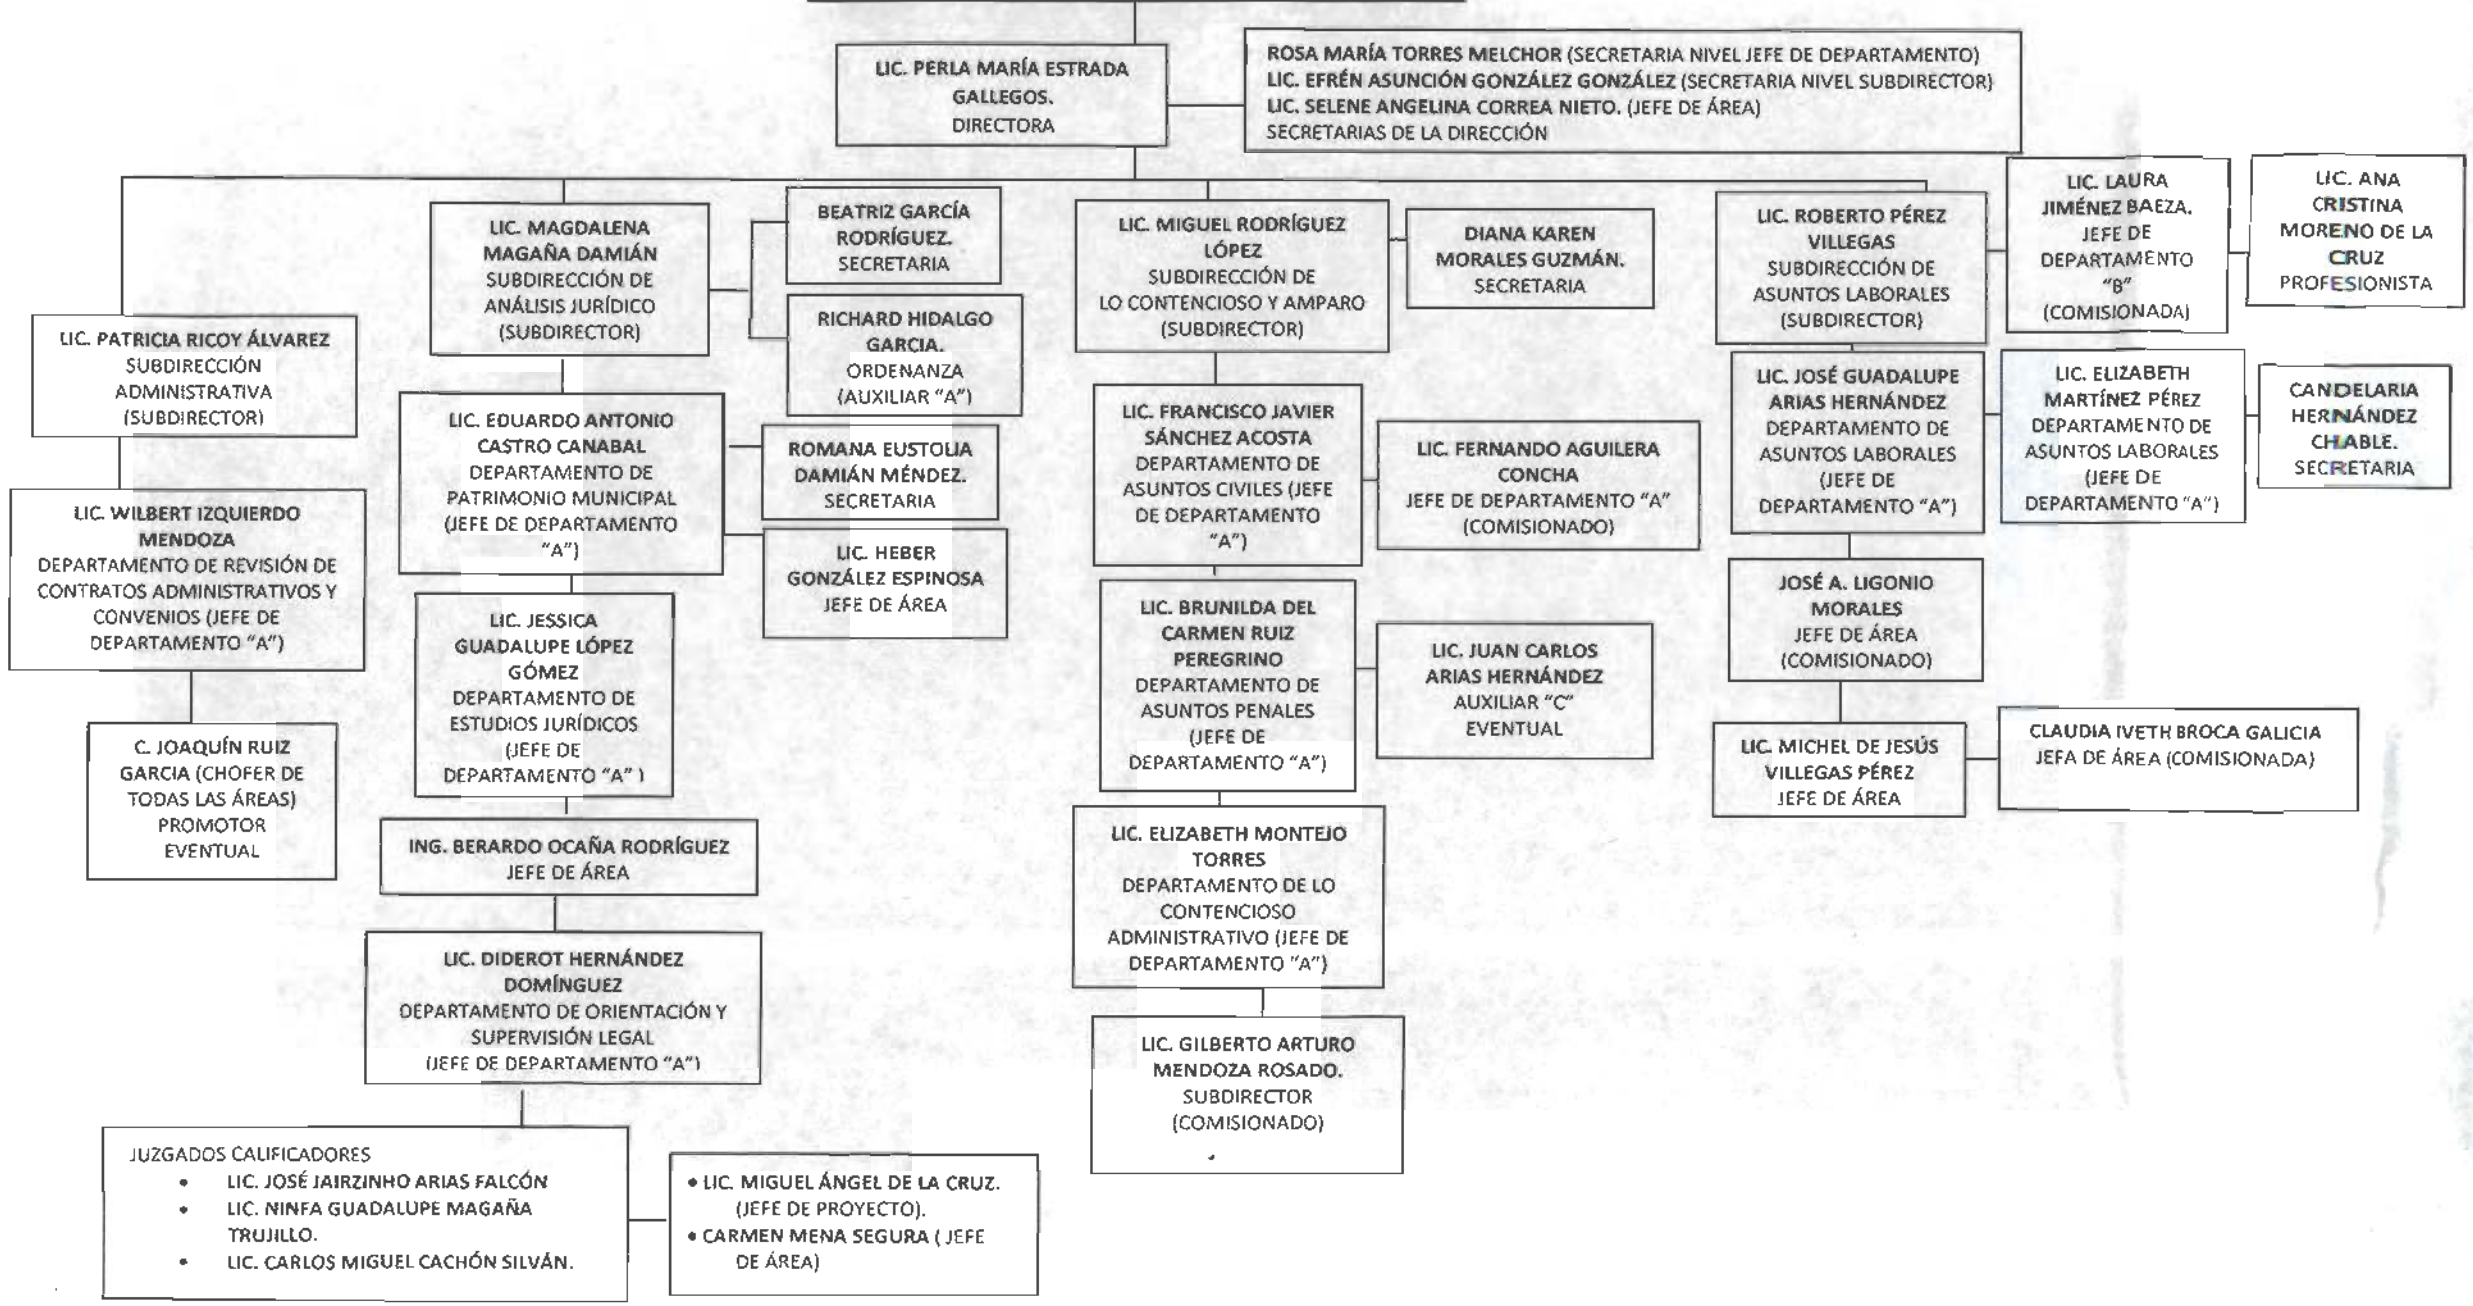 LIC. PERLA MARÍA ESTRADA
GALLEGOS.
DIRECTORA
ROSA MARÍA TORRES MELCHOR (SECRETARIA NIVEL JEFE DE DEPARTAMENTO)
LIC. EFRÉN ASUNCIÓN GONZÁLEZ GONZÁLEZ (SECRETARIA NIVEL SUBDIRECTOR)
LIC. SELENE ANGELINA CORREA NIETO. (JEFE DE ÁREA)
SECRETARIAS DE LA DIRECCIÓN
LIC. PATRICIA RICOY ÁLVAREZ
SUBDIRECCIÓN
ADMINISTRATIVA
(SUBDIRECTOR)
LIC. WILBERT IZQUIERDO
MENDOZA
DEPARTAMENTO DE REVISIÓN DE
CONTRATOS ADMINISTRATIVOS Y
CONVENIOS (JEFE DE
DEPARTAMENTO "A")
C. JOAQUÍN RUIZ
GARCIA (CHOFER DE
TODAS LAS ÁREAS)
PROMOTOR
EVENTUAL
LIC. MAGDALENA
MAGAÑA DAMIÁN
SUBDIRECCIÓN DE
ANÁLISIS JURÍDICO
(SUBDIRECTOR)
BEATRIZ GARCÍA
RODRÍGUEZ.
SECRETARIA
RICHARD HIDALGO
GARCIA.
ORDENANZA
(AUXILIAR "A")
LIC. EDUARDO ANTONIO
CASTRO CANABAL
DEPARTAMENTO DE
PATRIMONIO MUNICIPAL
(JEFE DE DEPARTAMENTO
"A")
ROMANA EUSTOLIA
DAMIÁN MÉNDEZ.
SECRETARIA
LIC. HEBER
GONZÁLEZ ESPINOSA
JEFE DE ÁREA
LIC. JESSICA
GUADALUPE LÓPEZ
GÓMEZ
DEPARTAMENTO DE
ESTUDIOS JURÍDICOS
(JEFE DE
DEPARTAMENTO "A" )
ING. BERARDO OCAÑA RODRÍGUEZ
JEFE DE ÁREA
LIC. DIDEROT HERNÁNDEZ
DOMÍNGUEZ
DEPARTAMENTO DE ORIENTACIÓN Y
SUPERVISIÓN LEGAL
(JEFE DE DEPARTAMENTO "A")
JUZGADOS CALIFICADORES
• LIC. JOSÉ JAIRZINHO ARIAS FALCÓN
• LIC. NINFA GUADALUPE MAGAÑA
TRUJILLO.
• LIC. CARLOS MIGUEL CACHÓN SILVÁN.
• LIC. MIGUEL ÁNGEL DE LA CRUZ.
(JEFE DE PROYECTO).
• CARMEN MENA SEGURA ( JEFE
DE ÁREA)
LIC. MIGUEL RODRÍGUEZ
LÓPEZ
SUBDIRECCIÓN DE
LO CONTENCIOSO Y AMPARO
(SUBDIRECTOR)
DIANA KAREN
MORALES GUZMÁN.
SECRETARIA
LIC. FRANCISCO JAVIER
SÁNCHEZ ACOSTA
DEPARTAMENTO DE
ASUNTOS CIVILES (JEFE
DE DEPARTAMENTO
"A")
LIC. FERNANDO AGUILERA
CONCHA
JEFE DE DEPARTAMENTO "A"
(COMISIONADO)
LIC. BRUNILDA DEL
CARMEN RUIZ
PEREGRINO
DEPARTAMENTO DE
ASUNTOS PENALES
(JEFE DE
DEPARTAMENTO "A")
LIC. JUAN CARLOS
ARIAS HERNÁNDEZ
AUXILIAR "C"
EVENTUAL
LIC. ELIZABETH MONTEJO
TORRES
DEPARTAMENTO DE LO
CONTENCIOSO
ADMINISTRATIVO (JEFE DE
DEPARTAMENTO "A")
LIC. GILBERTO ARTURO
MENDOZA ROSADO.
SUBDIRECTOR
(COMISIONADO)
LIC. ROBERTO PÉREZ
VILLEGAS
SUBDIRECCIÓN DE
ASUNTOS LABORALES
(SUBDIRECTOR)
LIC. LAURA
JIMÉNEZ BAEZA.
JEFE DE
DEPARTAMENTO
"B"
(COMISIONADA)
LIC. ANA
CRISTINA
MORENO DE LA
CRUZ
PROFESIONISTA
LIC. JOSÉ GUADALUPE
ARIAS HERNÁNDEZ
DEPARTAMENTO DE
ASUNTOS LABORALES
(JEFE DE
DEPARTAMENTO "A")
LIC. ELIZABETH
MARTÍNEZ PÉREZ
DEPARTAMENTO DE
ASUNTOS LABORALES
(JEFE DE
DEPARTAMENTO "A")
CANDELARIA
HERNÁNDEZ
CHABLE.
SECRETARIA
JOSÉ A. LIGONIO
MORALES
JEFE DE ÁREA
(COMISIONADO)
LIC. MICHEL DE JESÚS
VILLEGAS PÉREZ
JEFE DE ÁREA
CLAUDIA IVETH BROCA GALICIA
JEFA DE ÁREA (COMISIONADA)